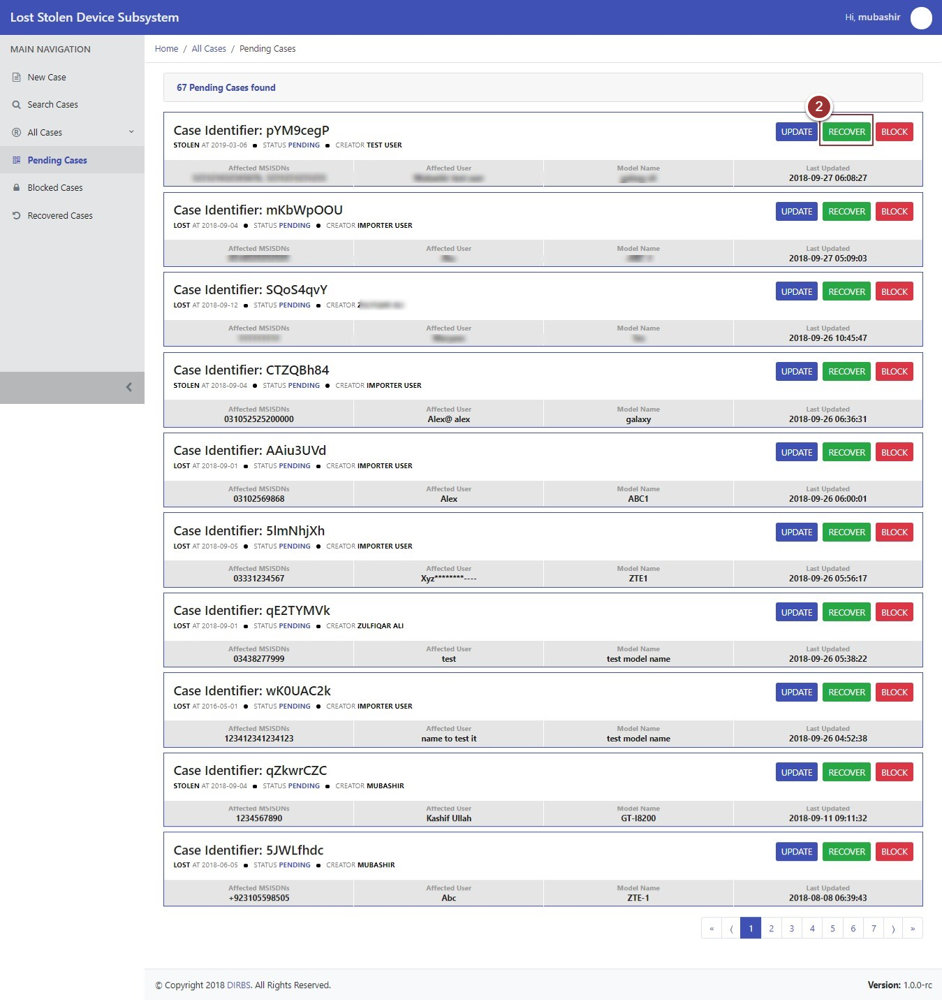 Lost Stolen Device Subsystem
Hi, mubashir
MAIN NAVIGATION
New Case
Search Cases
All Cases
Pending Cases
Blocked Cases
Recovered Cases
Home / All Cases / Pending Cases
67 Pending Cases found
2
Case Identifier: pYM9cegP
UPDATE RECOVER BLOCK
STOLEN AT 2019-03-06 ● STATUS PENDING ● CREATOR TEST USER
Affected MSISDNs Affected User Model Name Last Updated
2018-09-27 06:08:27
Case Identifier: mKbWpOOU
UPDATE RECOVER BLOCK
LOST AT 2018-09-04 ● STATUS PENDING ● CREATOR IMPORTER USER
Affected MSISDNs Affected User Model Name Last Updated
2018-09-27 05:09:03
Case Identifier: SQoS4qvY
UPDATE RECOVER BLOCK
LOST AT 2018-09-12 ● STATUS PENDING ● CREATOR
Affected MSISDNs Affected User Model Name Last Updated
2018-09-26 10:45:47
Case Identifier: CTZQBh84
UPDATE RECOVER BLOCK
STOLEN AT 2018-09-04 ● STATUS PENDING ● CREATOR IMPORTER USER
Affected MSISDNs Affected User Model Name Last Updated
031052525200000 Alex@ alex galaxy 2018-09-26 06:36:31
Case Identifier: AAiu3UVd
UPDATE RECOVER BLOCK
LOST AT 2018-09-01 ● STATUS PENDING ● CREATOR IMPORTER USER
Affected MSISDNs Affected User Model Name Last Updated
03102569868 Alex ABC1 2018-09-26 06:00:01
Case Identifier: 5lmNhjXh
UPDATE RECOVER BLOCK
LOST AT 2018-09-05 ● STATUS PENDING ● CREATOR IMPORTER USER
Affected MSISDNs Affected User Model Name Last Updated
03331234567 Xyz********---- ZTE1 2018-09-26 05:56:17
Case Identifier: qE2TYMVk
UPDATE RECOVER BLOCK
LOST AT 2018-09-01 ● STATUS PENDING ● CREATOR ZULFIQAR ALI
Affected MSISDNs Affected User Model Name Last Updated
03438277999 test test model name 2018-09-26 05:38:22
Case Identifier: wK0UAC2k
UPDATE RECOVER BLOCK
LOST AT 2016-05-01 ● STATUS PENDING ● CREATOR IMPORTER USER
Affected MSISDNs Affected User Model Name Last Updated
123412341234123 name to test it test model name 2018-09-26 04:52:38
Case Identifier: qZkwrCZC
UPDATE RECOVER BLOCK
STOLEN AT 2018-09-04 ● STATUS PENDING ● CREATOR MUBASHIR
Affected MSISDNs Affected User Model Name Last Updated
1234567890 Kashif Ullah GT-I8200 2018-09-11 09:11:32
Case Identifier: 5JWLfhdc
UPDATE RECOVER BLOCK
LOST AT 2018-06-05 ● STATUS PENDING ● CREATOR MUBASHIR
Affected MSISDNs Affected User Model Name Last Updated
+923105598505 Abc ZTE-1 2018-08-08 06:39:43
« ⟨ 1 2 3 4 5 6 7 ⟩ »
© Copyright 2018 DIRBS. All Rights Reserved.
Version: 1.0.0-rc